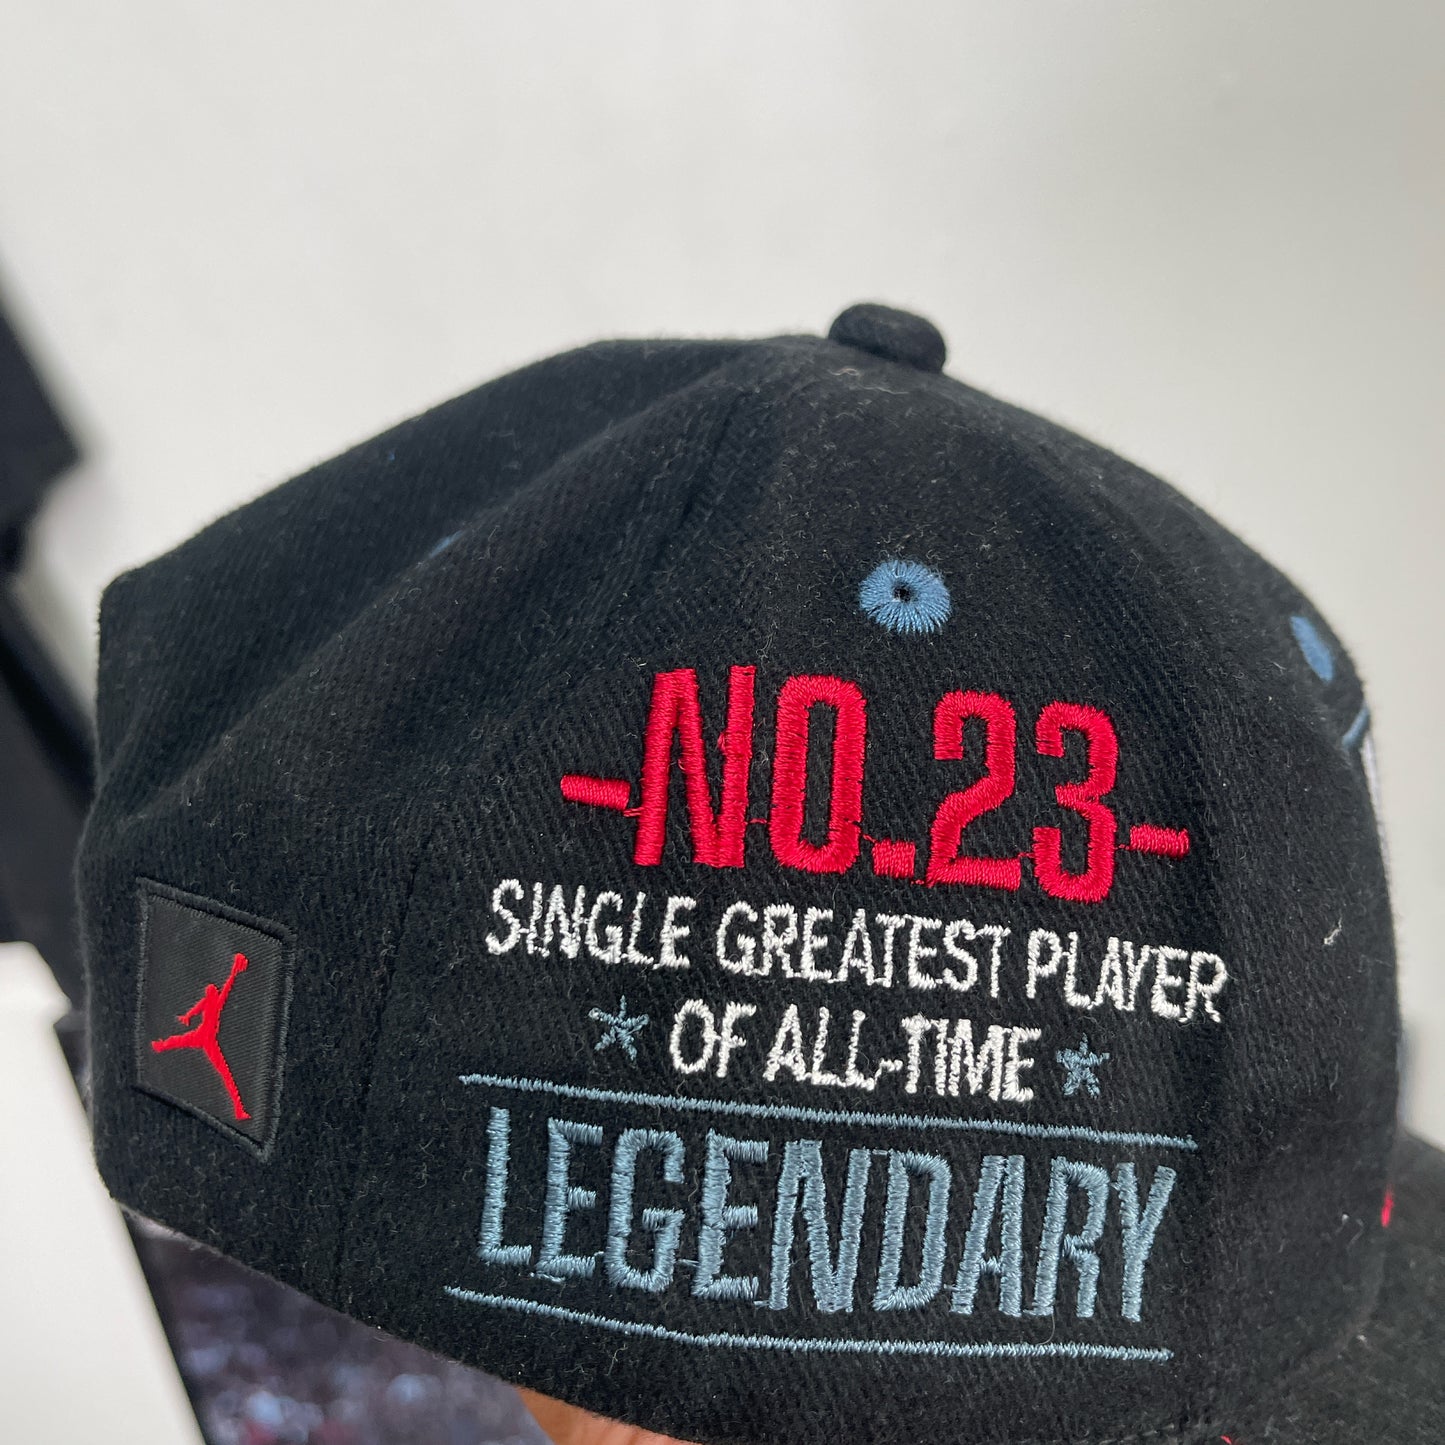 -NO.23-
SINGLE GREATEST PLAYER
OF ALL-TIME
LEGENDARY